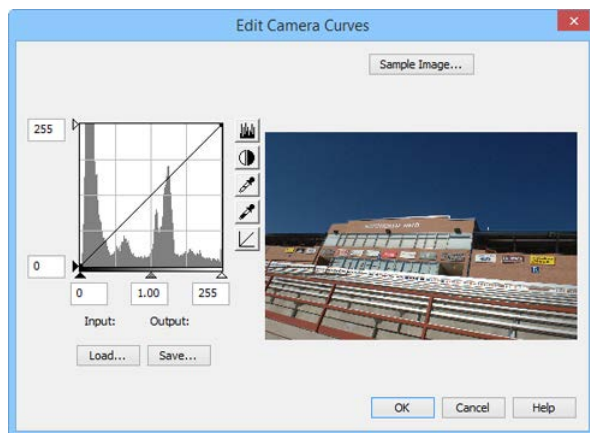 Edit Camera Curves
Sample Image...
255
0
0 1.00 255
Input: Output:
Load... Save...
OK Cancel Help